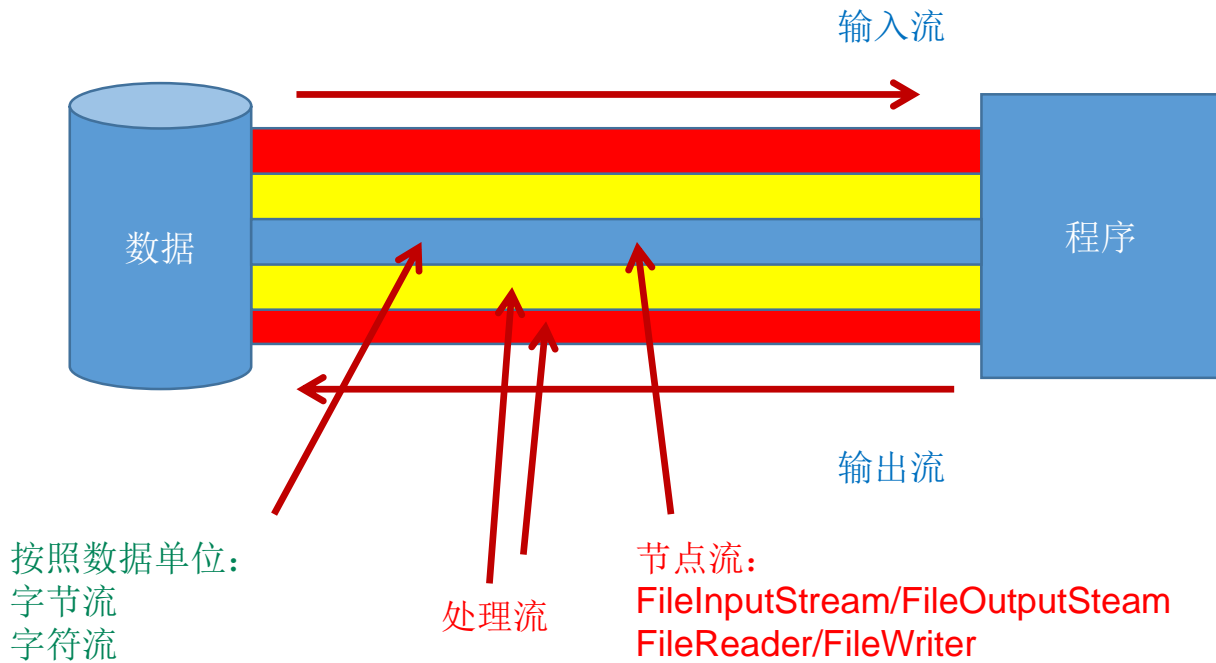 输入流
数据
程序
输出流
按照数据单位：
字节流
字符流
处理流
节点流：
FileInputStream/FileOutputSteam
FileReader/FileWriter